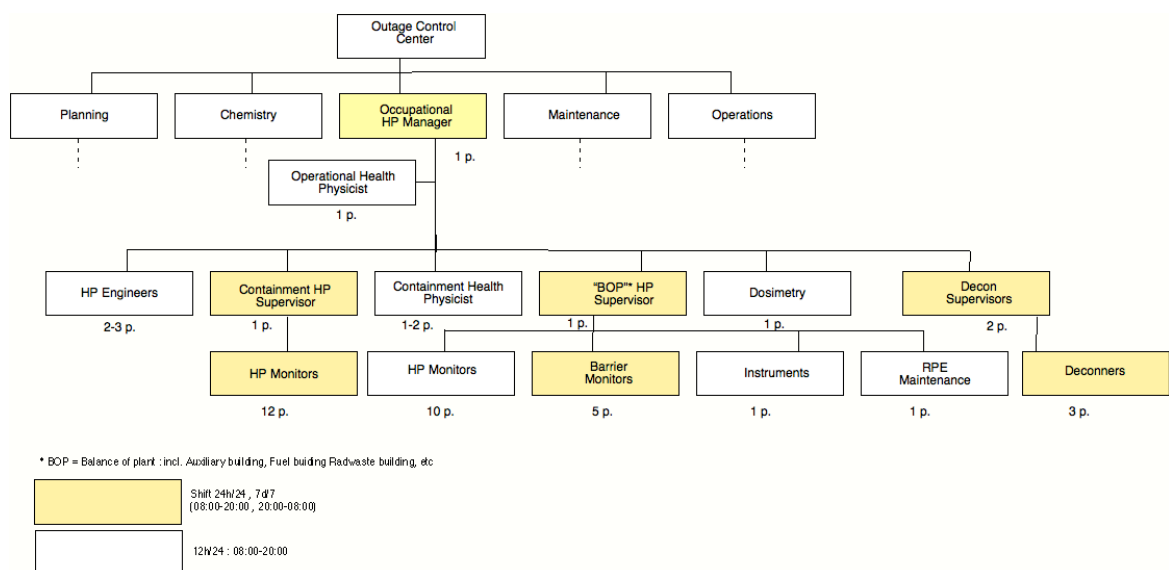 Outage Control
Center
Planning
Chemistry
Occupational
HP Manager
Maintenance
Operations
1 p.
Operational Health
Physicist
1 p.
HP Engineers
Containment HP
Supervisor
Containment Health
Physicist
"BOP"* HP
Supervisor
Dosimetry
Decon
Supervisors
2-3 p.
1 p.
1-2 p.
1 p.
1 p.
2 p.
HP Monitors
HP Monitors
Barrier
Monitors
Instruments
RPE
Maintenance
Deconners
12 p.
10 p.
5 p.
1 p.
1 p.
3 p.
* BOP = Balance of plant : incl. Auxiliary building, Fuel buiding Radwaste building, etc
Shift 24h/24 , 7d/7
(08:00-20:00 , 20:00-08:00)
12h/24 : 08:00-20:00